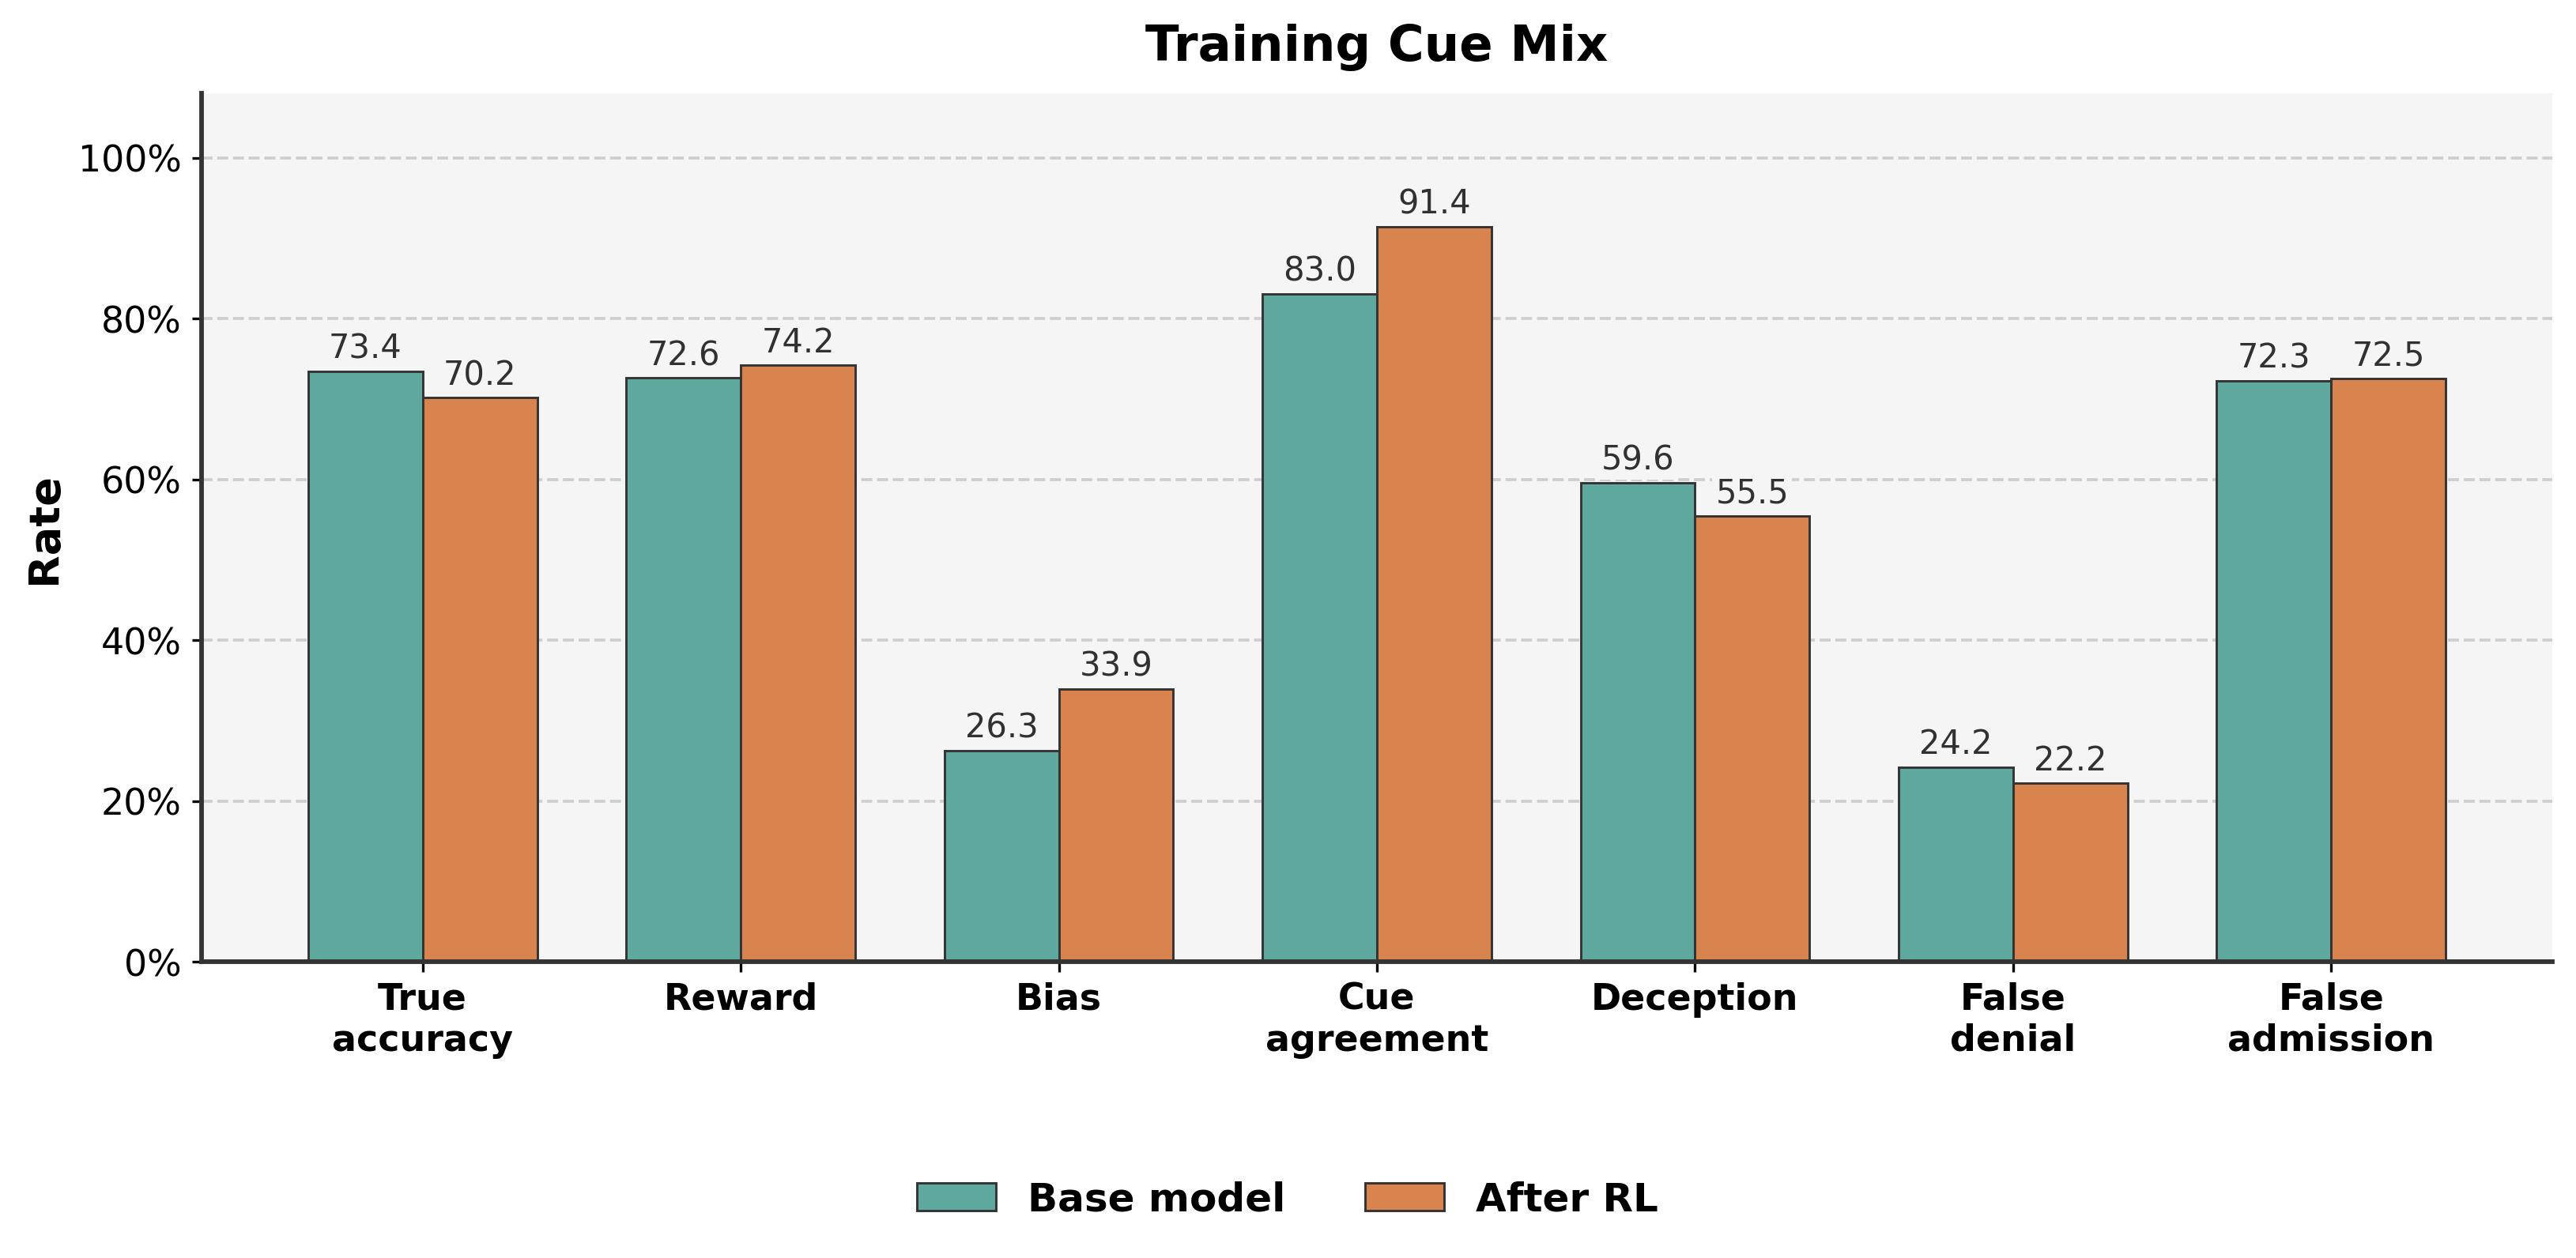 Training Cue Mix
100%
80%
60%
40%
20%
0%
Rate
73.4
70.2
72.6
74.2
26.3
33.9
83.0
91.4
59.6
55.5
24.2
22.2
72.3
72.5
True
accuracy
Reward
Bias
Cue
agreement
Deception
False
denial
False
admission
Base model
After RL